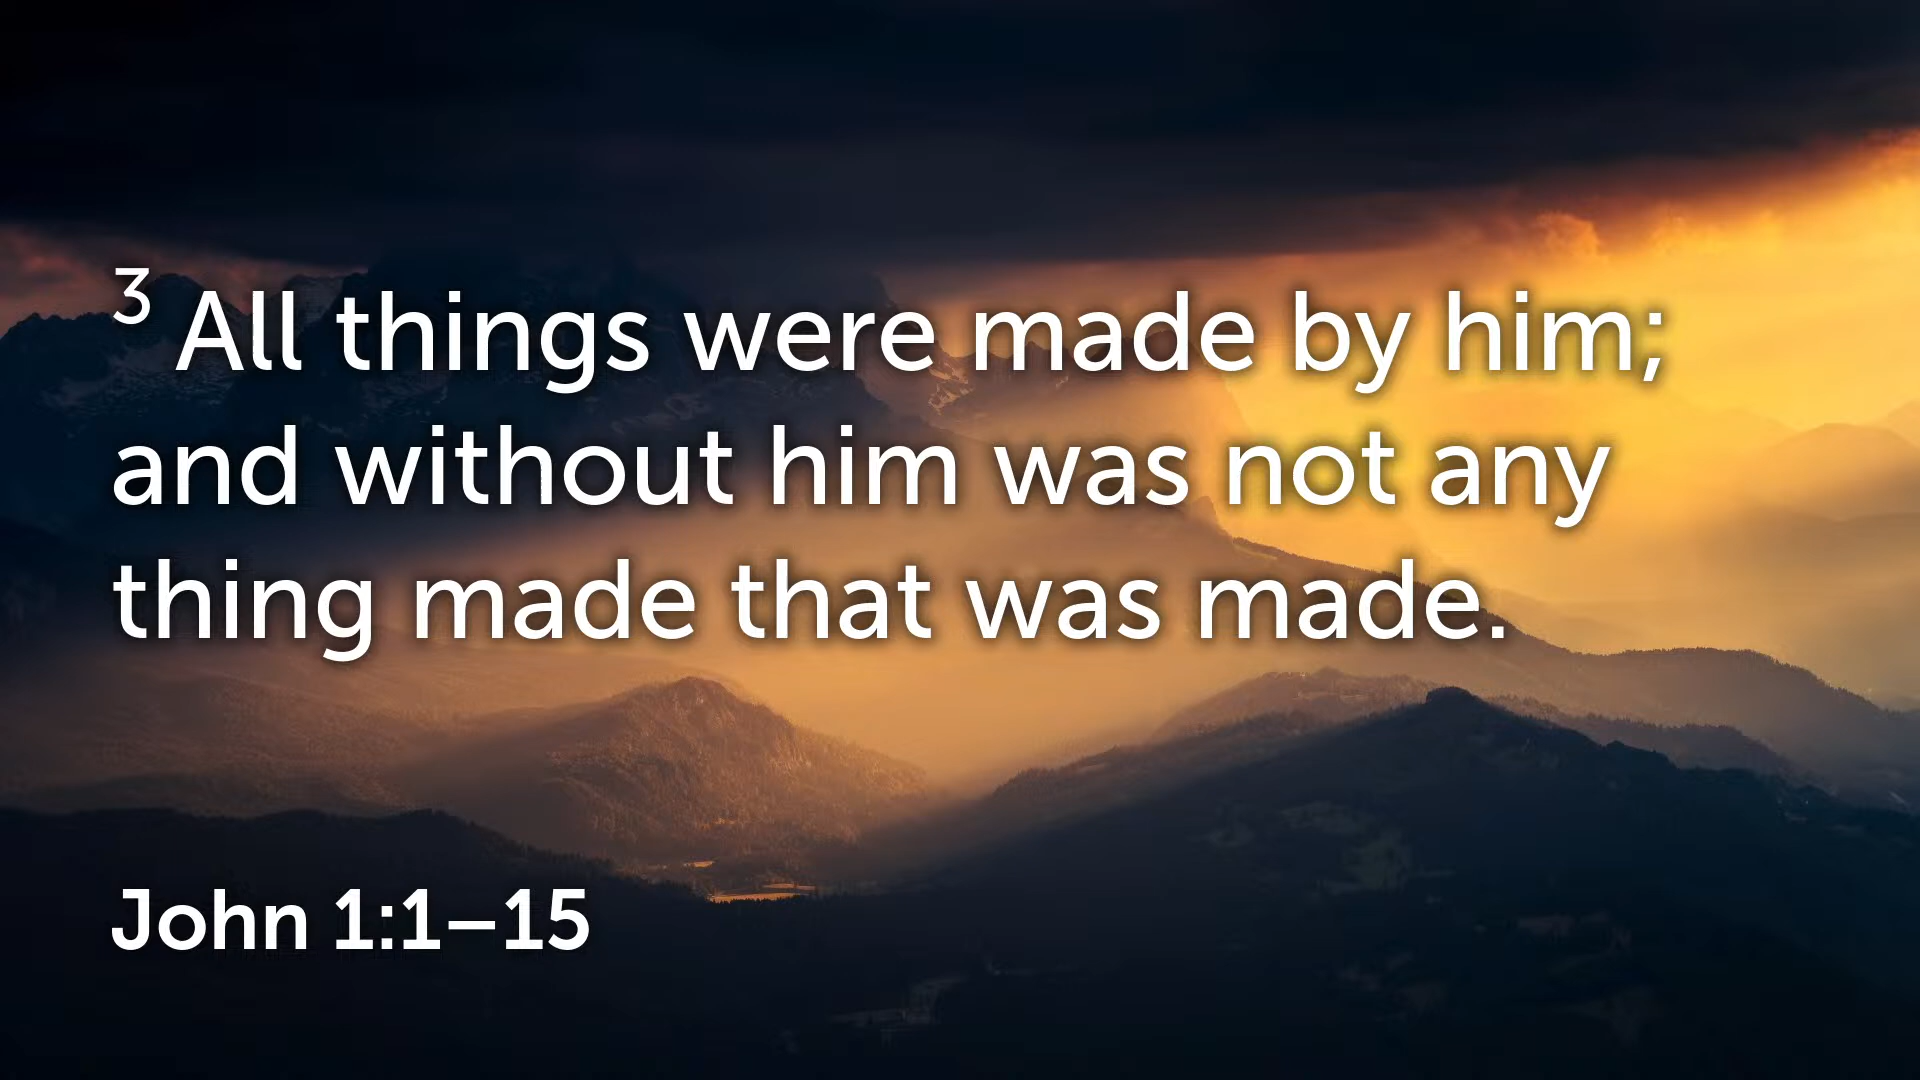 3 All things were made by him;
and without him was not any
thing made that was made.
John 1:1–15